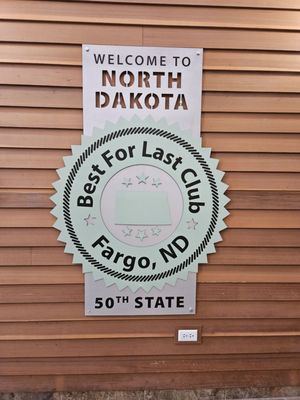 WELCOME TO
NORTH
DAKOTA
Best For Last Club
Fargo, ND
50TH STATE